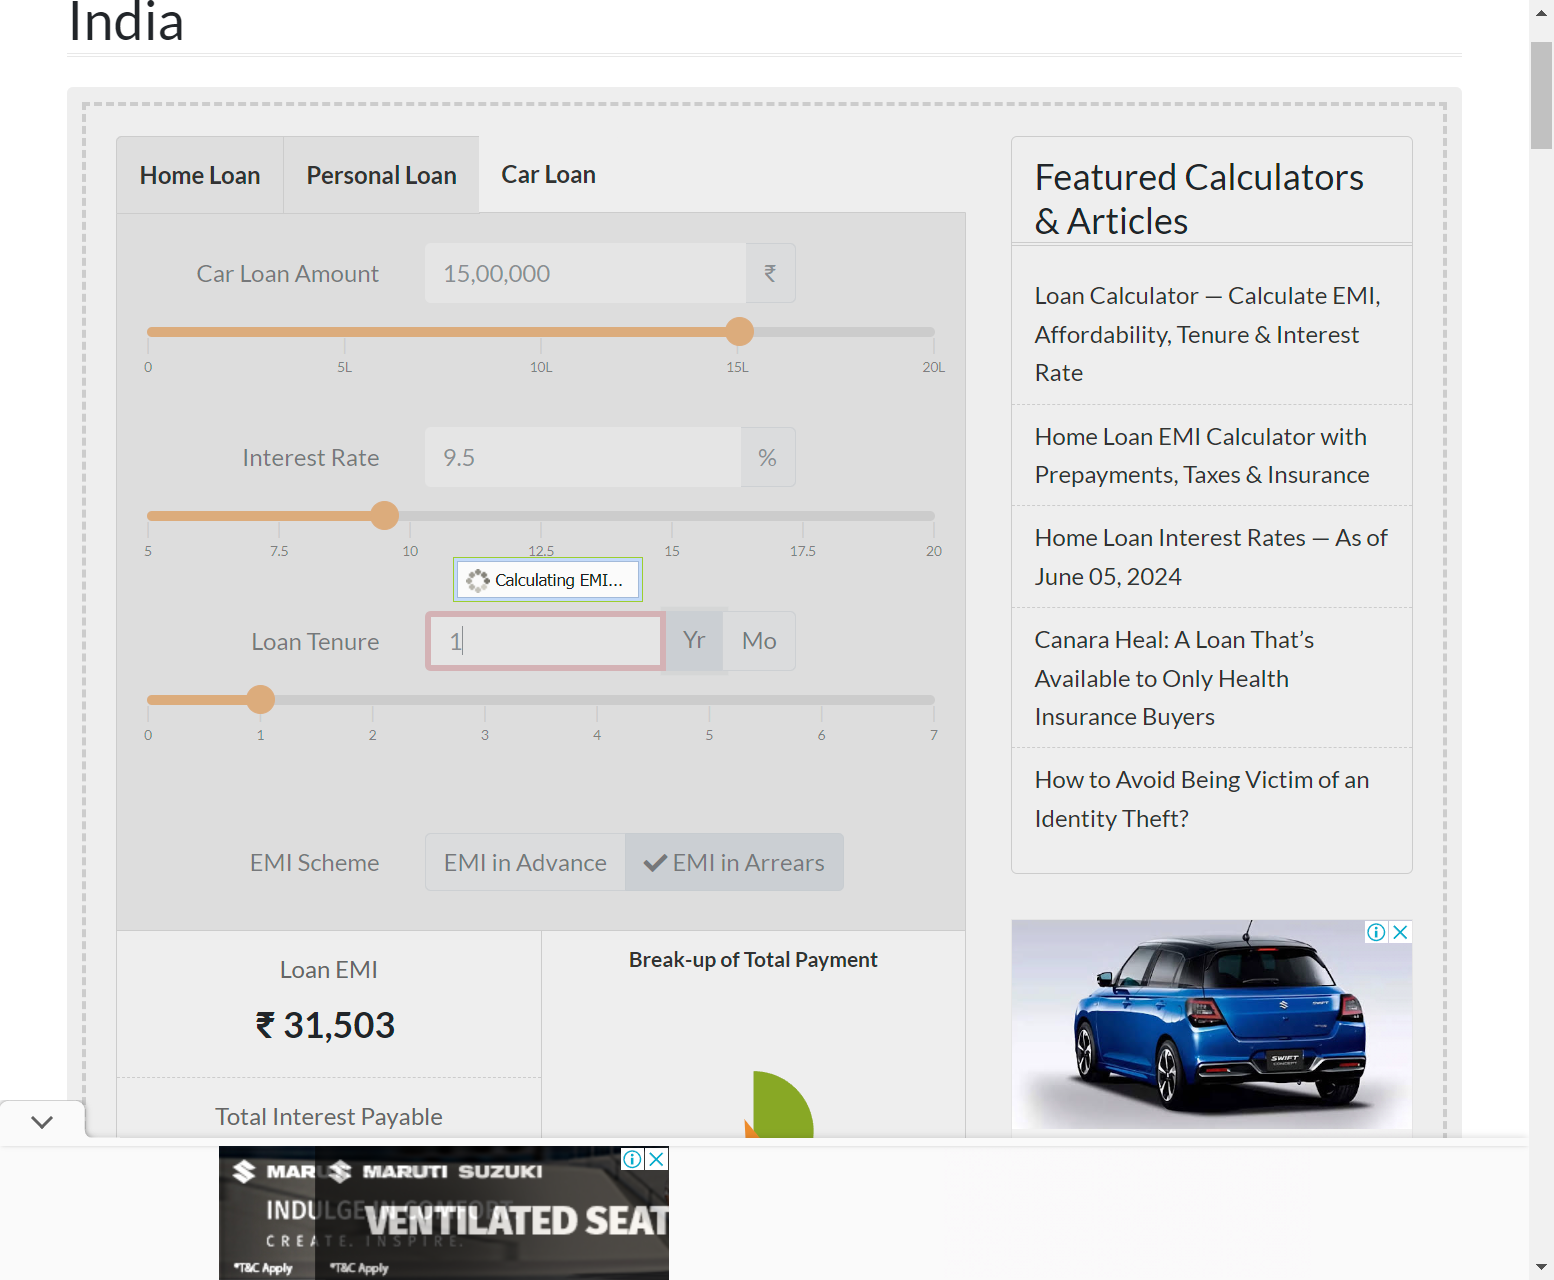 India
Home Loan
Personal Loan
Car Loan
Car Loan Amount
15,00,000
₹
0
5L
10L
15L
20L
Interest Rate
9.5
%
5
7.5
10
12.5
15
17.5
20
Calculating EMI...
Loan Tenure
1
Yr
Mo
0
1
2
3
4
5
6
7
EMI Scheme
EMI in Advance
EMI in Arrears
Loan EMI
₹ 31,503
Total Interest Payable
Break-up of Total Payment
Featured Calculators
& Articles
Loan Calculator — Calculate EMI,
Affordability, Tenure & Interest
Rate
Home Loan EMI Calculator with
Prepayments, Taxes & Insurance
Home Loan Interest Rates — As of
June 05, 2024
Canara Heal: A Loan That's
Available to Only Health
Insurance Buyers
How to Avoid Being Victim of an
Identity Theft?
SWIFT
SWIFT
CONCEPT
MAR
MARUTI SUZUKI
INDULGE IN COMFORT
VENTILATED SEAT
CREATE. INSPIRE.
*T&C Apply
*T&C Apply